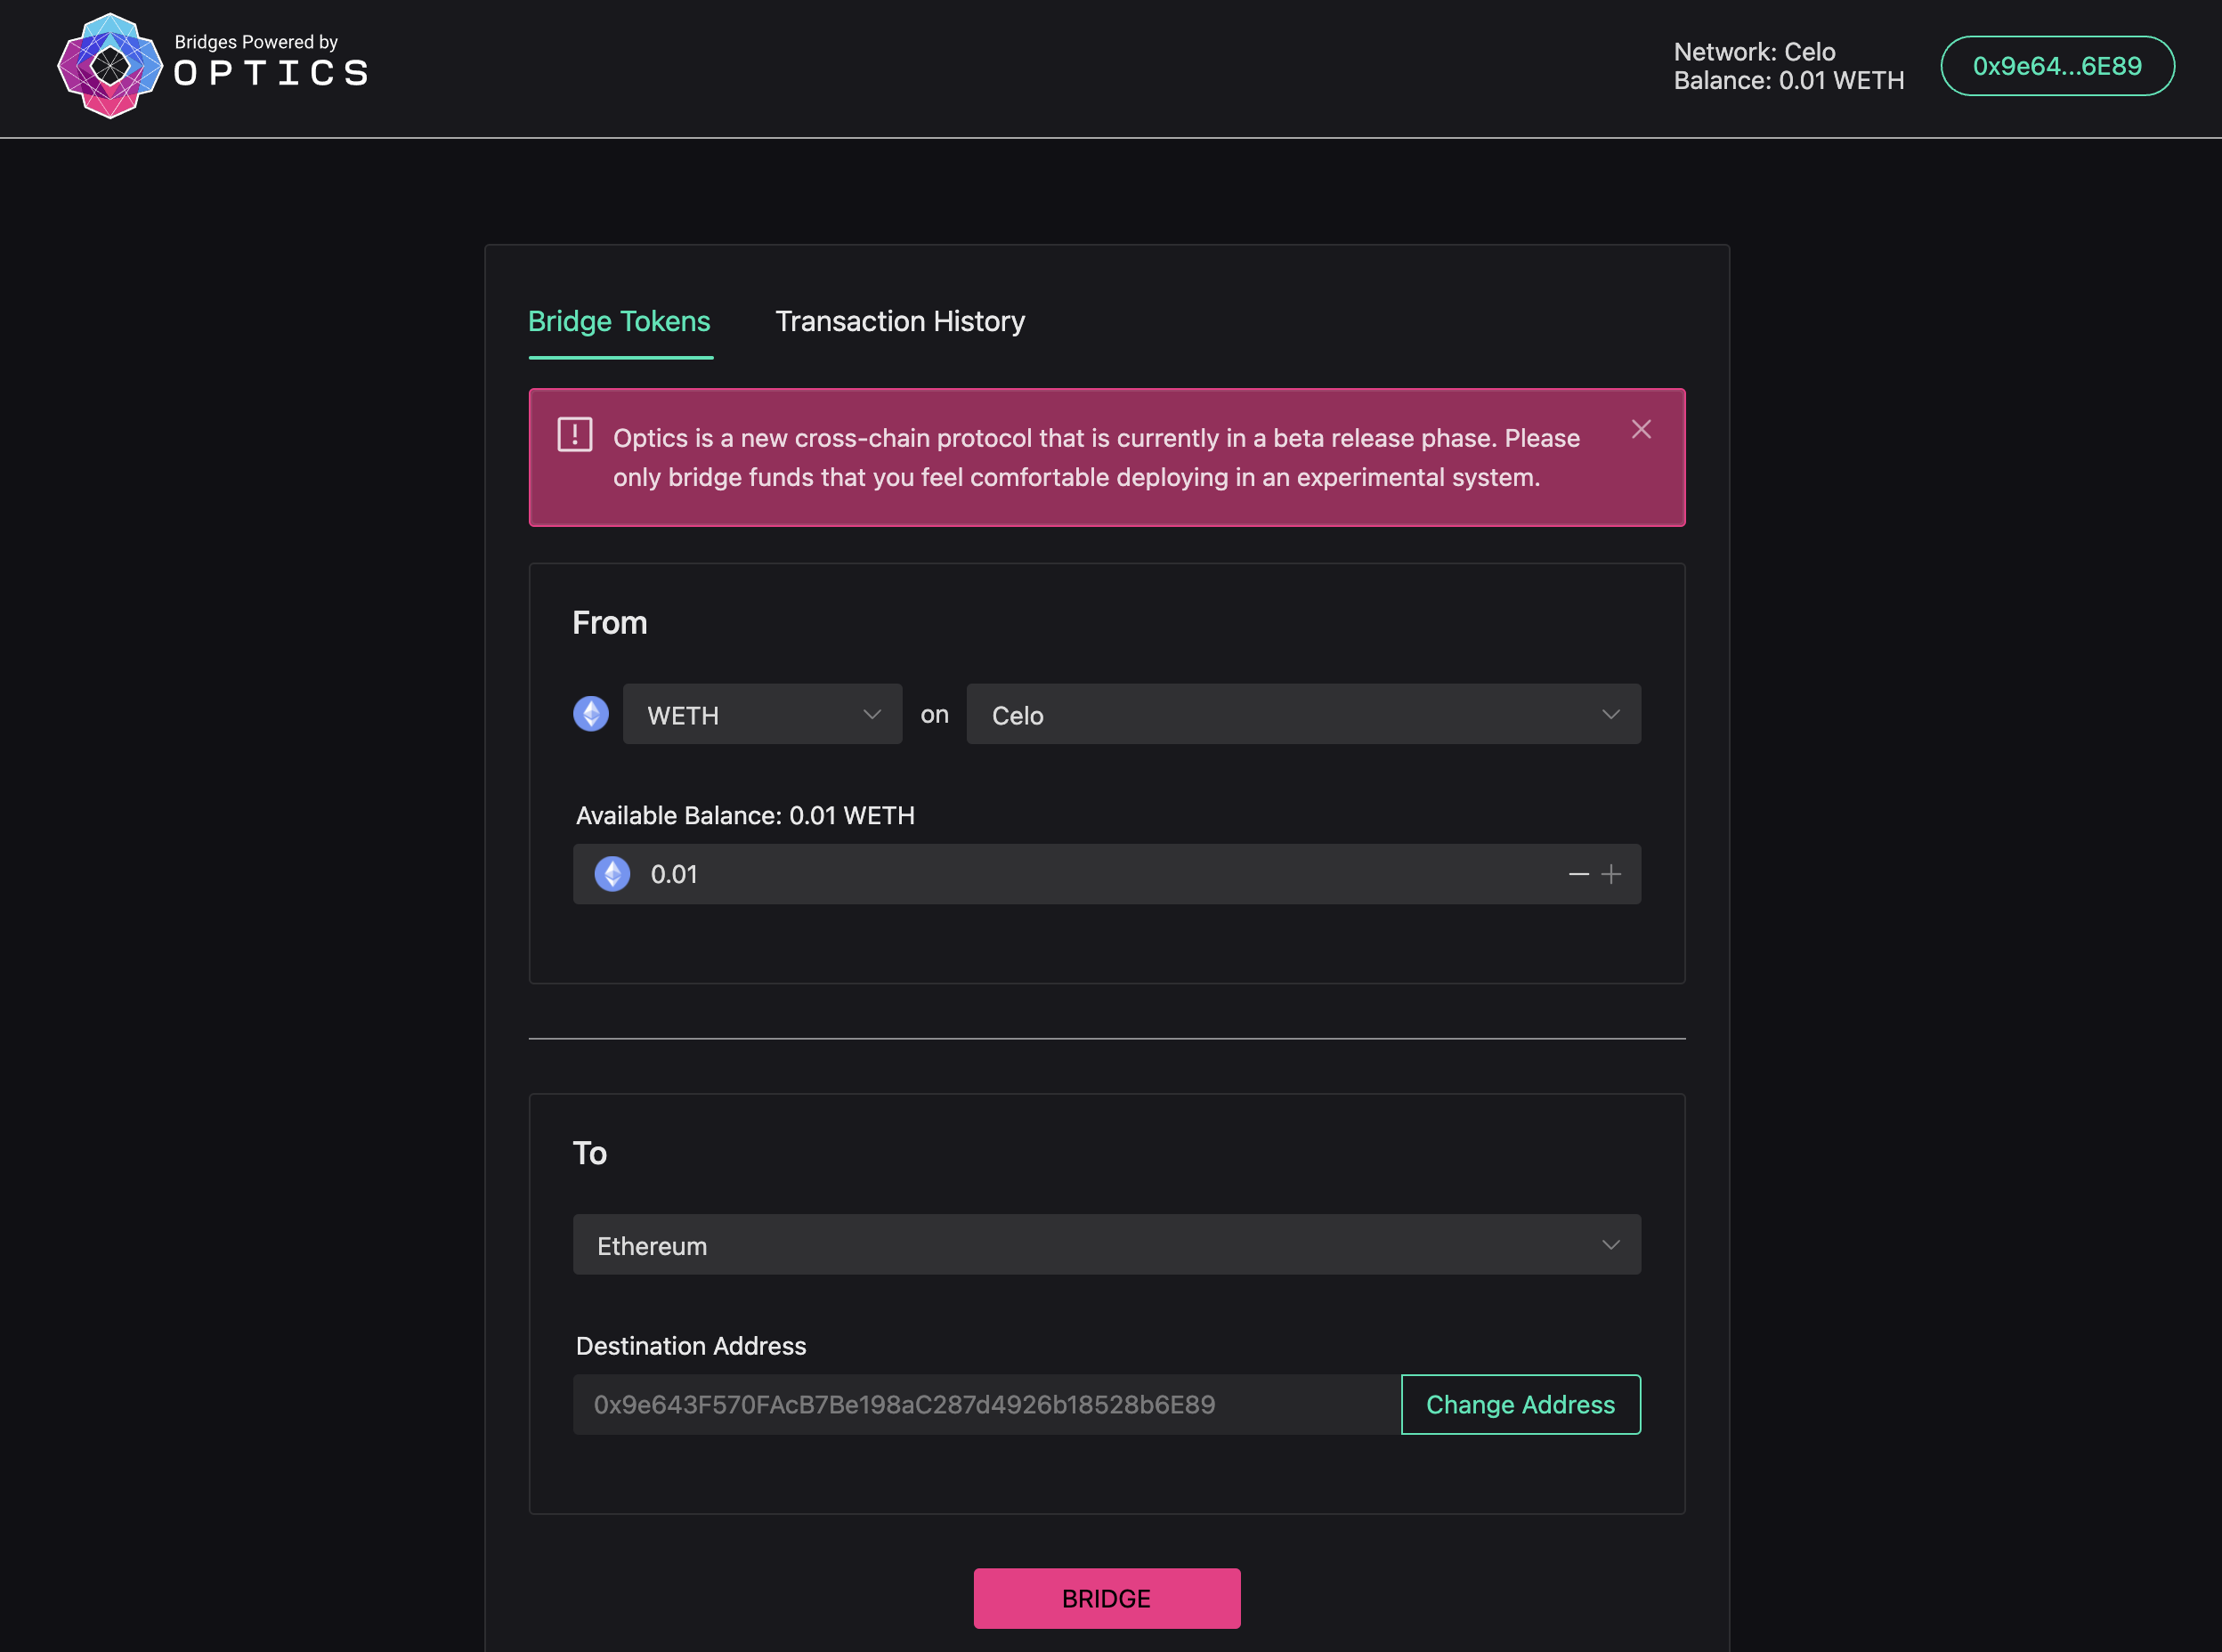 Bridges Powered by
OPTICS
Network: Celo
Balance: 0.01 WETH
0x9e64...6E89
Bridge Tokens
Transaction History
Optics is a new cross-chain protocol that is currently in a beta release phase. Please
only bridge funds that you feel comfortable deploying in an experimental system.
From
WETH
on
Celo
Available Balance: 0.01 WETH
0.01
To
Ethereum
Destination Address
0x9e643F570FAcB7Be198aC287d4926b18528b6E89
Change Address
BRIDGE